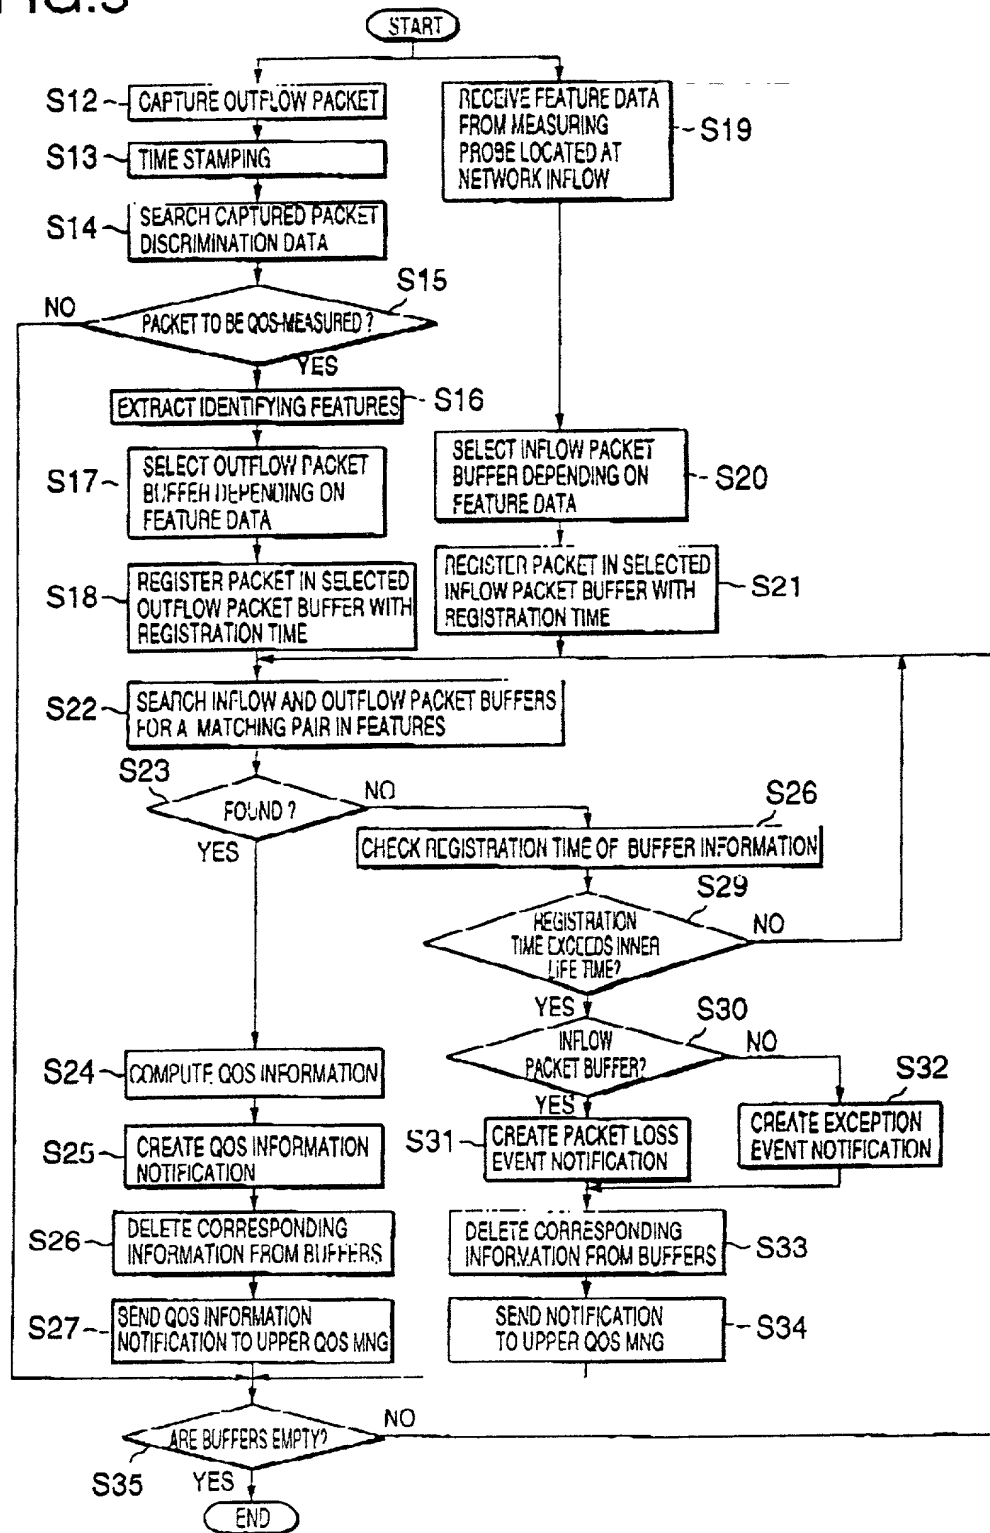 START
S12
CAPTURE OUTFLOW PACKET
S13
TIME STAMPING
S14
SEARCH CAPTURED PACKET
DISCRIMINATION DATA
S15
NO
PACKET TO BE QOS-MEASURED ?
YES
EXTRACT IDENTIFYING FEATURES
S16
S17
SELECT OUTFLOW PACKET
BUFFER DEPENDING ON
FEATURE DATA
S18
REGISTER PACKET IN SELECTED
OUTFLOW PACKET BUFFER WITH
REGISTRATION TIME
RECEIVE FEATURE DATA
FROM MEASURING
PROBE LOCATED AT
NETWORK INFLOW
S19
SELECT INFLOW PACKET
BUFFER DEPENDING ON
FEATURE DATA
S20
REGISTER PACKET IN SELECTED
INFLOW PACKET BUFFER WITH
REGISTRATION TIME
S21
S22
SEARCH INFLOW AND OUTFLOW PACKET BUFFERS
FOR A MATCHING PAIR IN FEATURES
S23
FOUND ?
NO
YES
S26
CHECK REGISTRATION TIME OF BUFFER INFORMATION
S29
REGISTRATION
TIME EXCEEDS INNER
LIFE TIME?
NO
YES
S30
INFLOW
PACKET BUFFER?
NO
YES
S24
COMPUTE QOS INFORMATION
S25
CREATE QOS INFORMATION
NOTIFICATION
S26
DELETE CORRESPONDING
INFORMATION FROM BUFFERS
S27
SEND QOS INFORMATION
NOTIFICATION TO UPPER QOS MNG
S31
CREATE PACKET LOSS
EVENT NOTIFICATION
S32
CREATE EXCEPTION
EVENT NOTIFICATION
DELETE CORRESPONDING
INFORMATION FROM BUFFERS
S33
SEND NOTIFICATION
TO UPPER QOS MNG
S34
ARE BUFFERS EMPTY?
NO
S35
YES
END